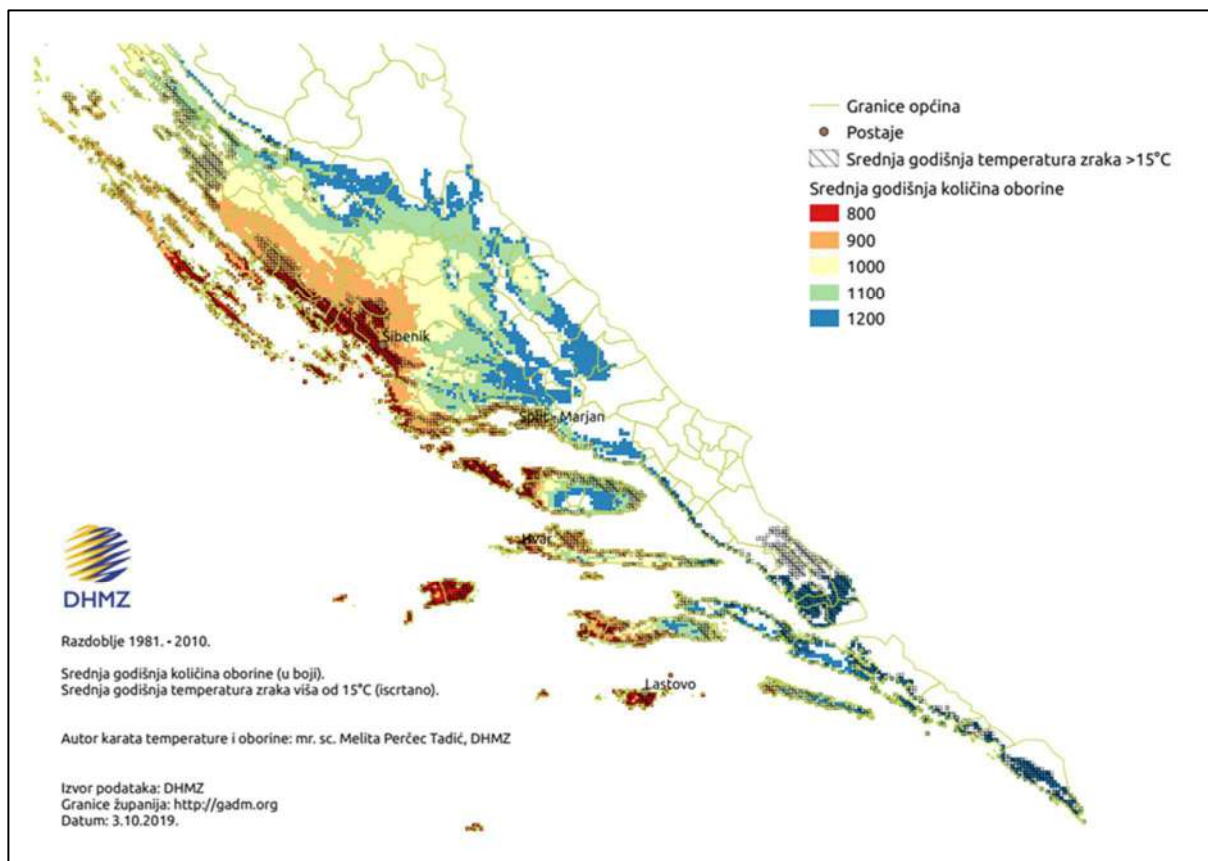 Granice općina
Postaje
Srednja godišnja temperatura zraka >15°C
Srednja godišnja količina oborine
800
900
1000
1100
1200
Šibenik
Split - Marjan
Hvar
Lastovo
DHMZ
Razdoblje 1981. - 2010.
Srednja godišnja količina oborine (u boji).
Srednja godišnja temperatura zraka viša od 15°C (iscrtano).
Autor karata temperature i oborine: mr. sc. Melita Perčec Tadić, DHMZ
Izvor podataka: DHMZ
Granice županija: http://gadm.org
Datum: 3.10.2019.